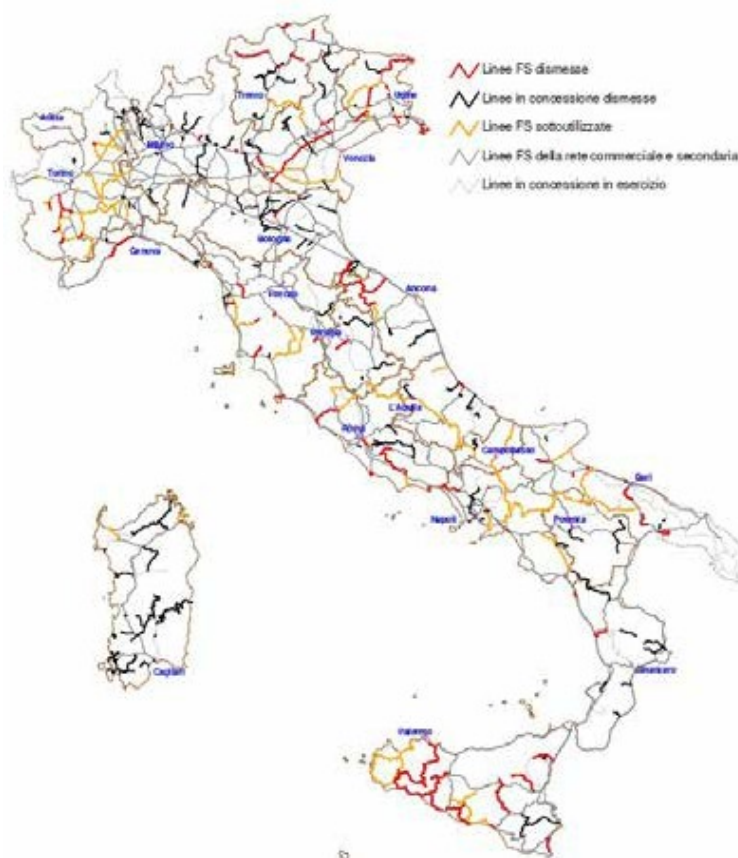 Linee FS dismesse
Linee in concessione dismesse
Linee FS sottoutilizzate
Linee FS della rete commerciale e secondaria
Linee in concessione in esercizio
Trento
Udine
Aosta
Milano
Venezia
Torino
Bologna
Genova
Firenze
Ancona
Perugia
L'Aquila
Roma
Campobasso
Bari
Napoli
Potenza
Cagliari
Catanzaro